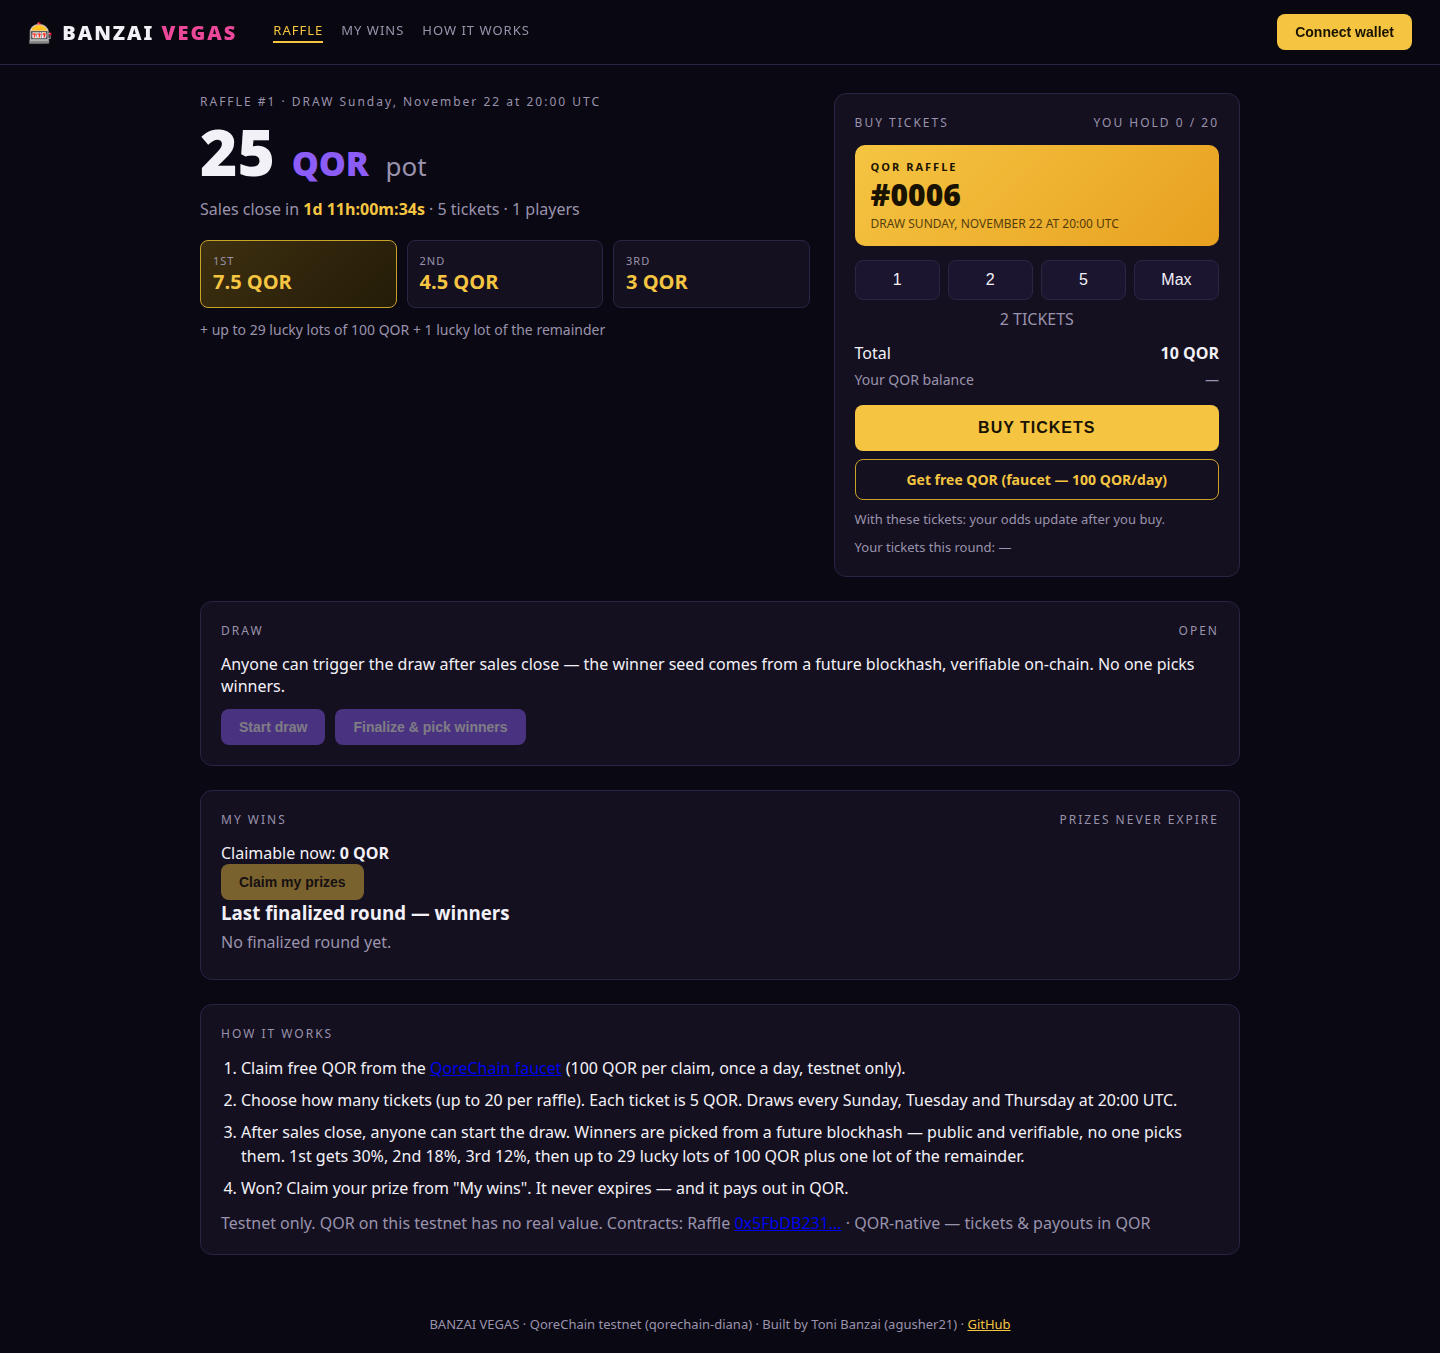 BANZAI VEGAS
RAFFLE MY WINS HOW IT WORKS
Connect wallet
RAFFLE #1 · DRAW Sunday, November 22 at 20:00 UTC
25 QOR pot
Sales close in 1d 11h:00m:34s · 5 tickets · 1 players
1ST
7.5 QOR
2ND
4.5 QOR
3RD
3 QOR
+ up to 29 lucky lots of 100 QOR + 1 lucky lot of the remainder
BUY TICKETS YOU HOLD 0 / 20
QOR RAFFLE
#0006
DRAW SUNDAY, NOVEMBER 22 AT 20:00 UTC
1 2 5 Max
2 TICKETS
Total 10 QOR
Your QOR balance —
BUY TICKETS
Get free QOR (faucet — 100 QOR/day)
With these tickets: your odds update after you buy.
Your tickets this round: —
DRAW OPEN
Anyone can trigger the draw after sales close — the winner seed comes from a future blockhash, verifiable on-chain. No one picks
winners.
Start draw Finalize & pick winners
MY WINS PRIZES NEVER EXPIRE
Claimable now: 0 QOR
Claim my prizes
Last finalized round — winners
No finalized round yet.
HOW IT WORKS
1. Claim free QOR from the QoreChain faucet (100 QOR per claim, once a day, testnet only).
2. Choose how many tickets (up to 20 per raffle). Each ticket is 5 QOR. Draws every Sunday, Tuesday and Thursday at 20:00 UTC.
3. After sales close, anyone can start the draw. Winners are picked from a future blockhash — public and verifiable, no one picks
them. 1st gets 30%, 2nd 18%, 3rd 12%, then up to 29 lucky lots of 100 QOR plus one lot of the remainder.
4. Won? Claim your prize from "My wins". It never expires — and it pays out in QOR.
Testnet only. QOR on this testnet has no real value. Contracts: Raffle 0x5FbDB231… · QOR-native — tickets & payouts in QOR
BANZAI VEGAS · QoreChain testnet (qorechain-diana) · Built by Toni Banzai (agusher21) · GitHub